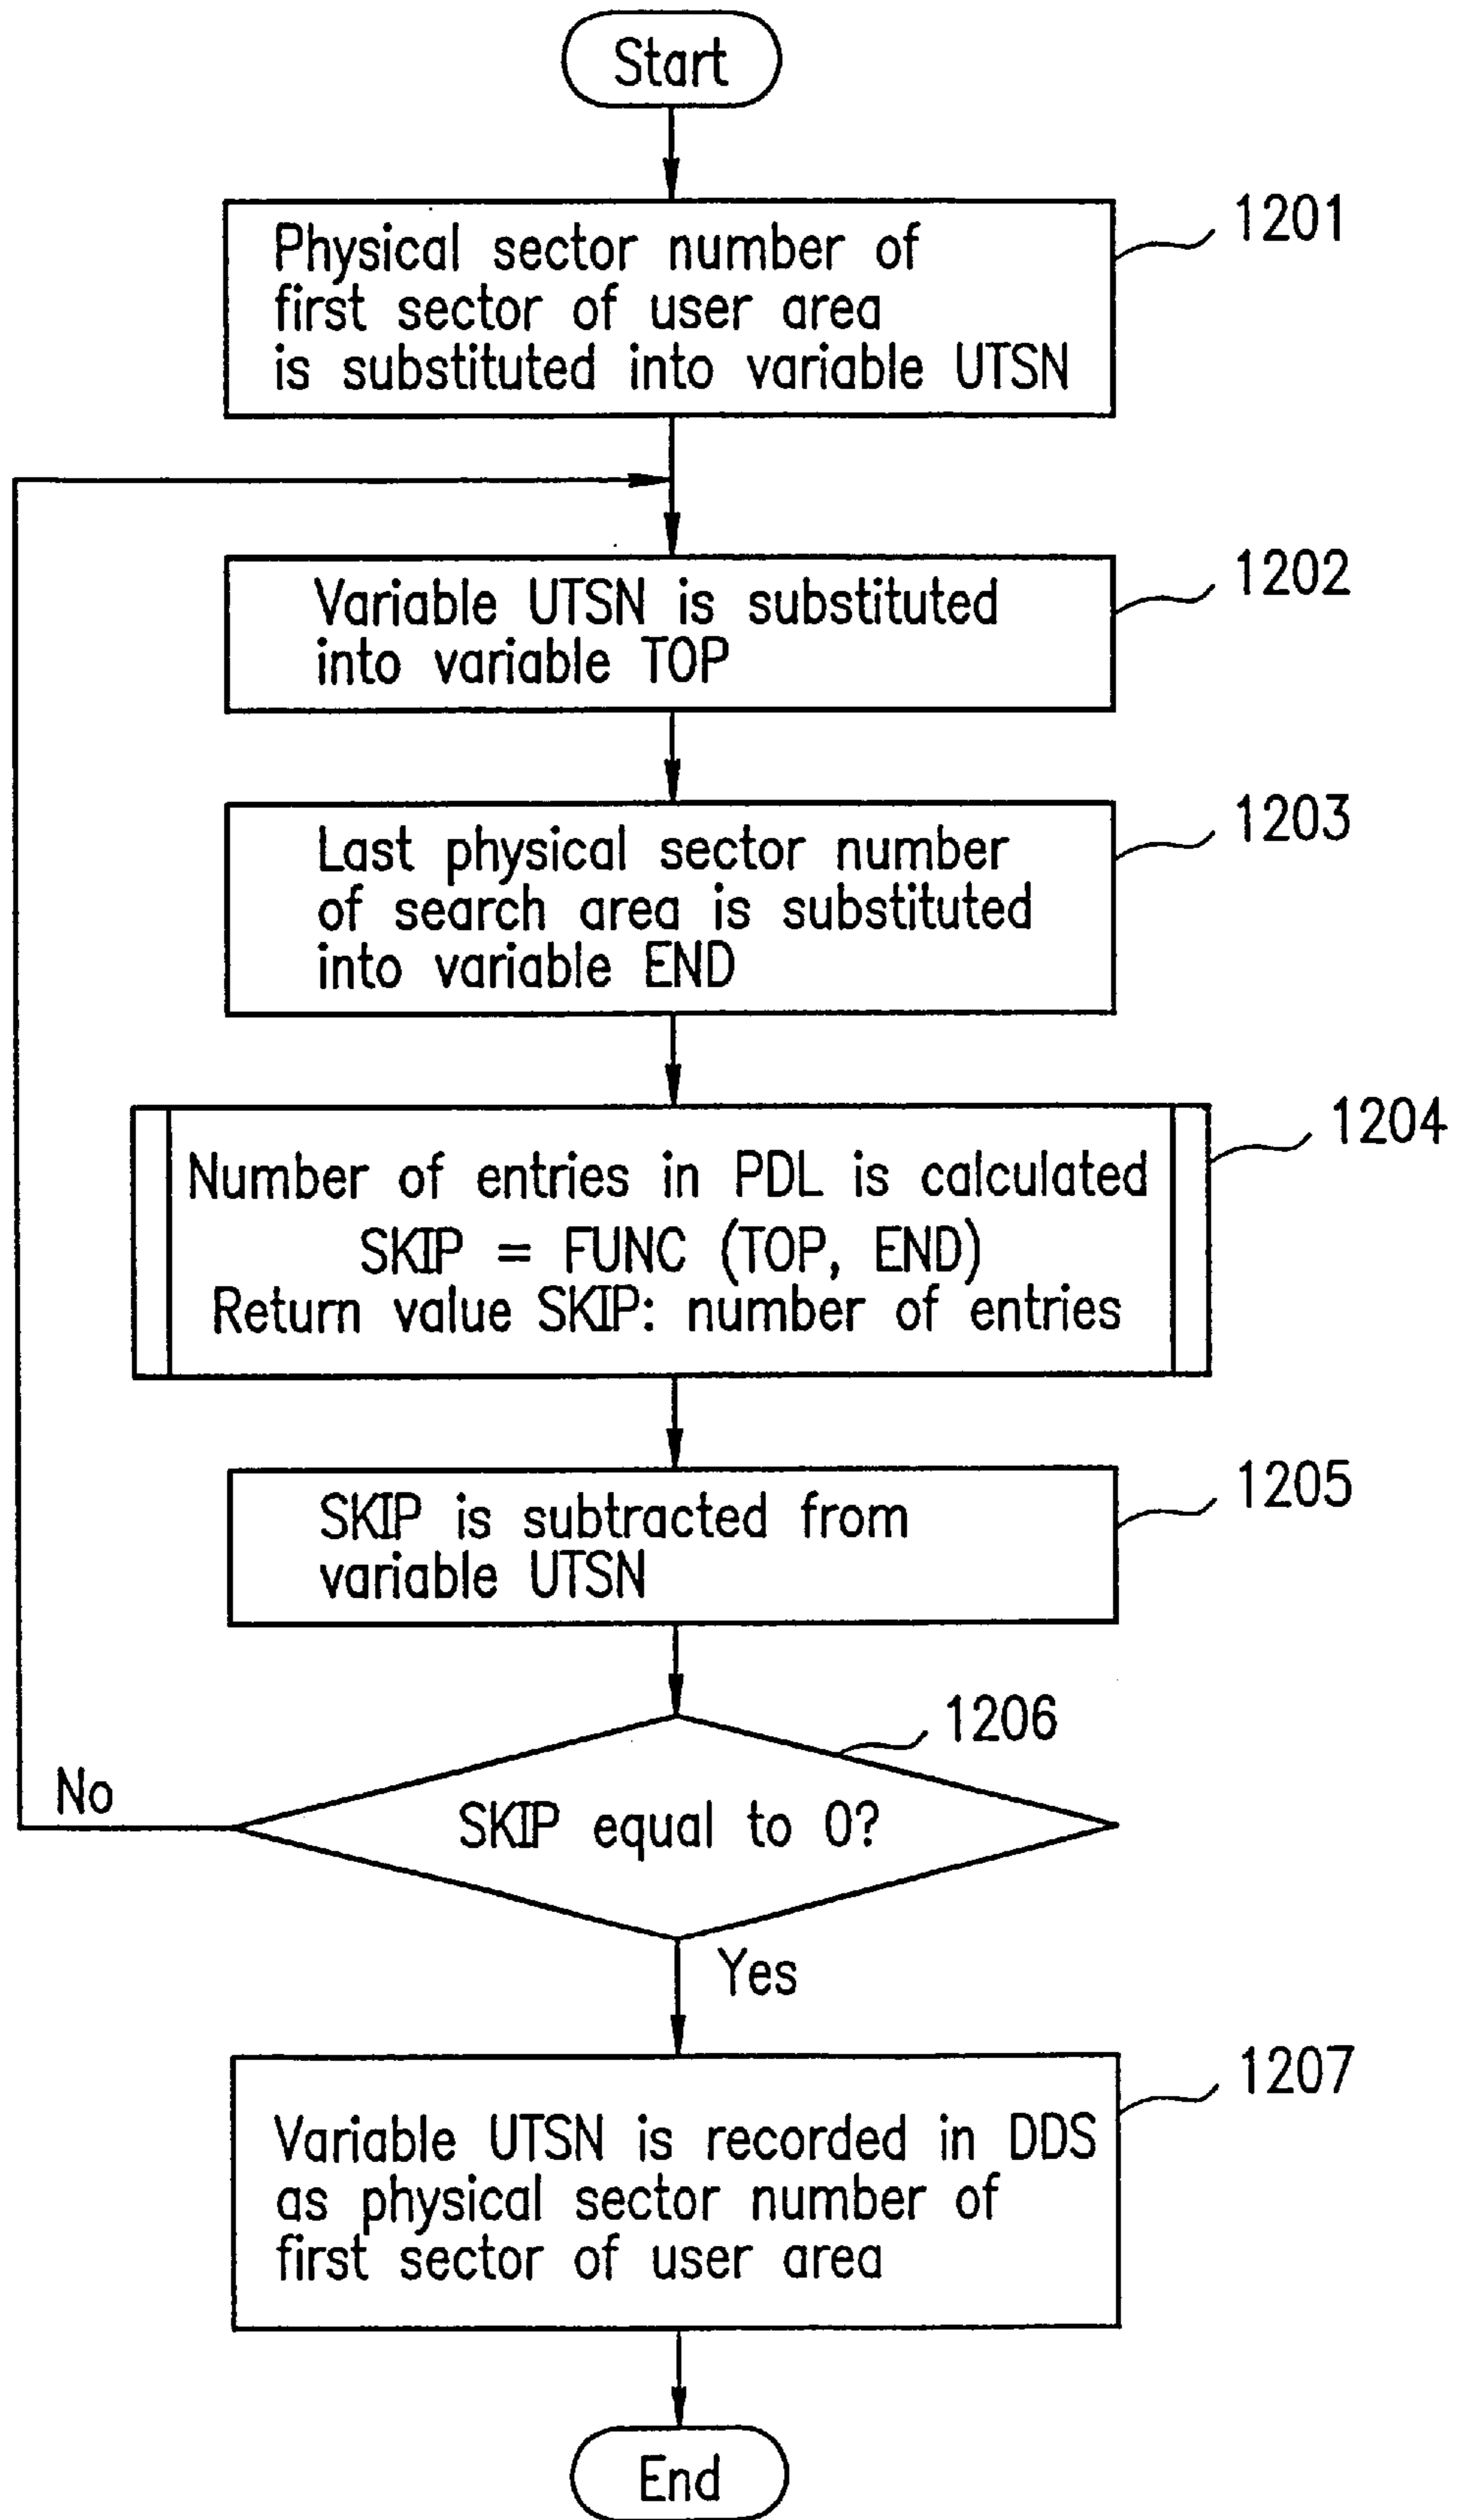 Start
1201
Physical sector number of
first sector of user area
is substituted into variable UTSN
1202
Variable UTSN is substituted
into variable TOP
1203
Last physical sector number
of search area is substituted
into variable END
1204
Number of entries in PDL is calculated
SKIP = FUNC (TOP, END)
Return value SKIP: number of entries
1205
SKIP is subtracted from
variable UTSN
1206
No
SKIP equal to 0?
Yes
1207
Variable UTSN is recorded in DDS
as physical sector number of
first sector of user area
End